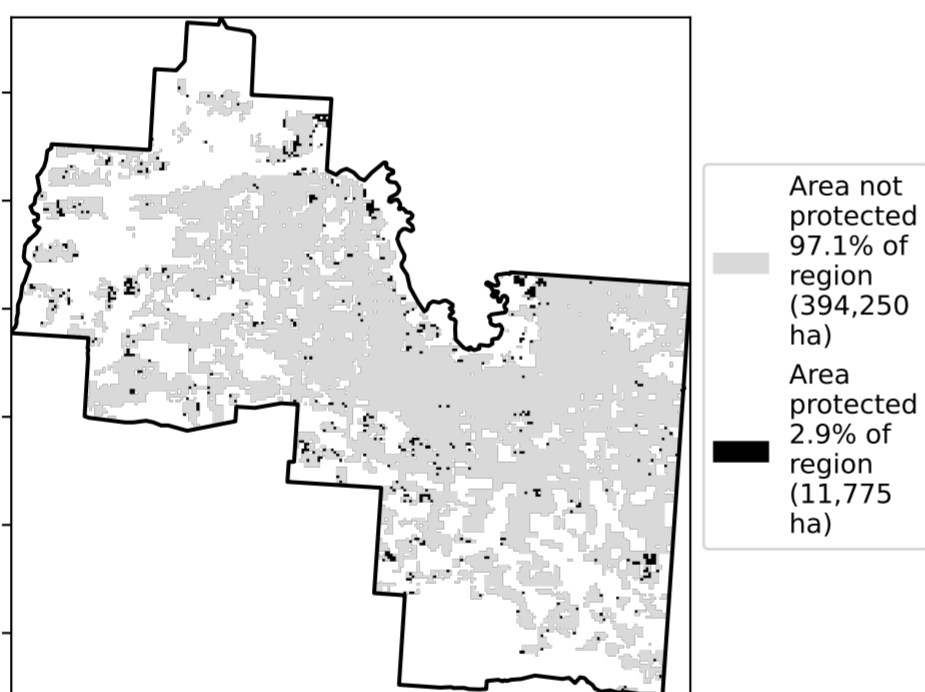 Area not
protected
97.1% of
region
(394,250
ha)
Area
protected
2.9% of
region
(11,775
ha)